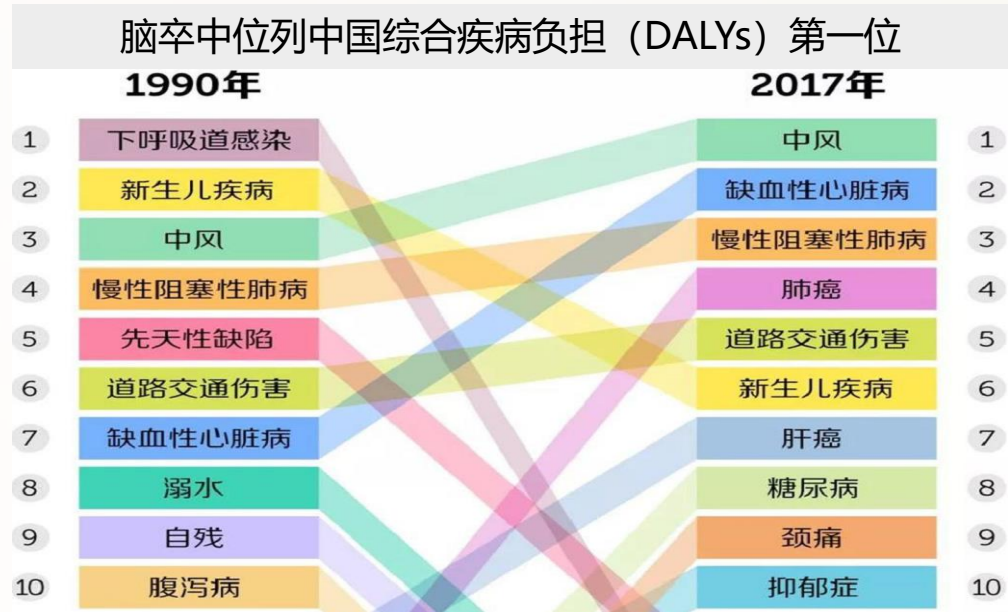 脑卒中位列中国综合疾病负担（DALYs）第一位
1990年 2017年
1 下呼吸道感染 中风 1
2 新生儿疾病 缺血性心脏病 2
3 中风 慢性阻塞性肺病 3
4 慢性阻塞性肺病 肺癌 4
5 先天性缺陷 道路交通伤害 5
6 道路交通伤害 新生儿疾病 6
7 缺血性心脏病 肝癌 7
8 溺水 糖尿病 8
9 自残 颈痛 9
10 腹泻病 抑郁症 10